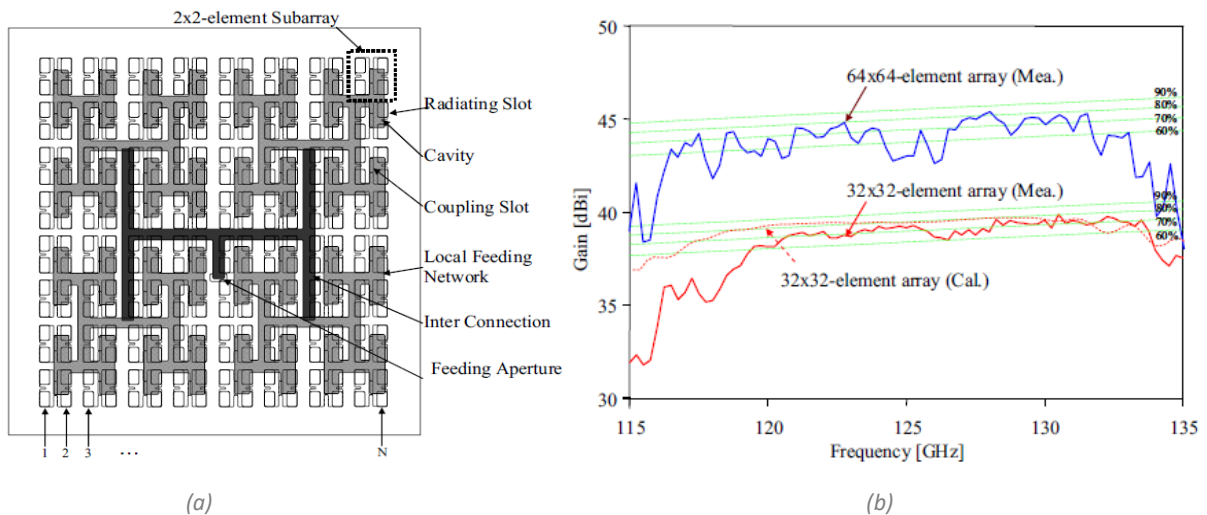 2x2-element Subarray
Radiating Slot
Cavity
Coupling Slot
Local Feeding
Network
Inter Connection
Feeding Aperture
1 2 3 ... N
(a)
50
45
40
35
30
Gain [dBi]
64x64-element array (Mea.)
90%
80%
70%
60%
32x32-element array (Mea.)
90%
80%
70%
60%
32x32-element array (Cal.)
115 120 125 130 135
Frequency [GHz]
(b)